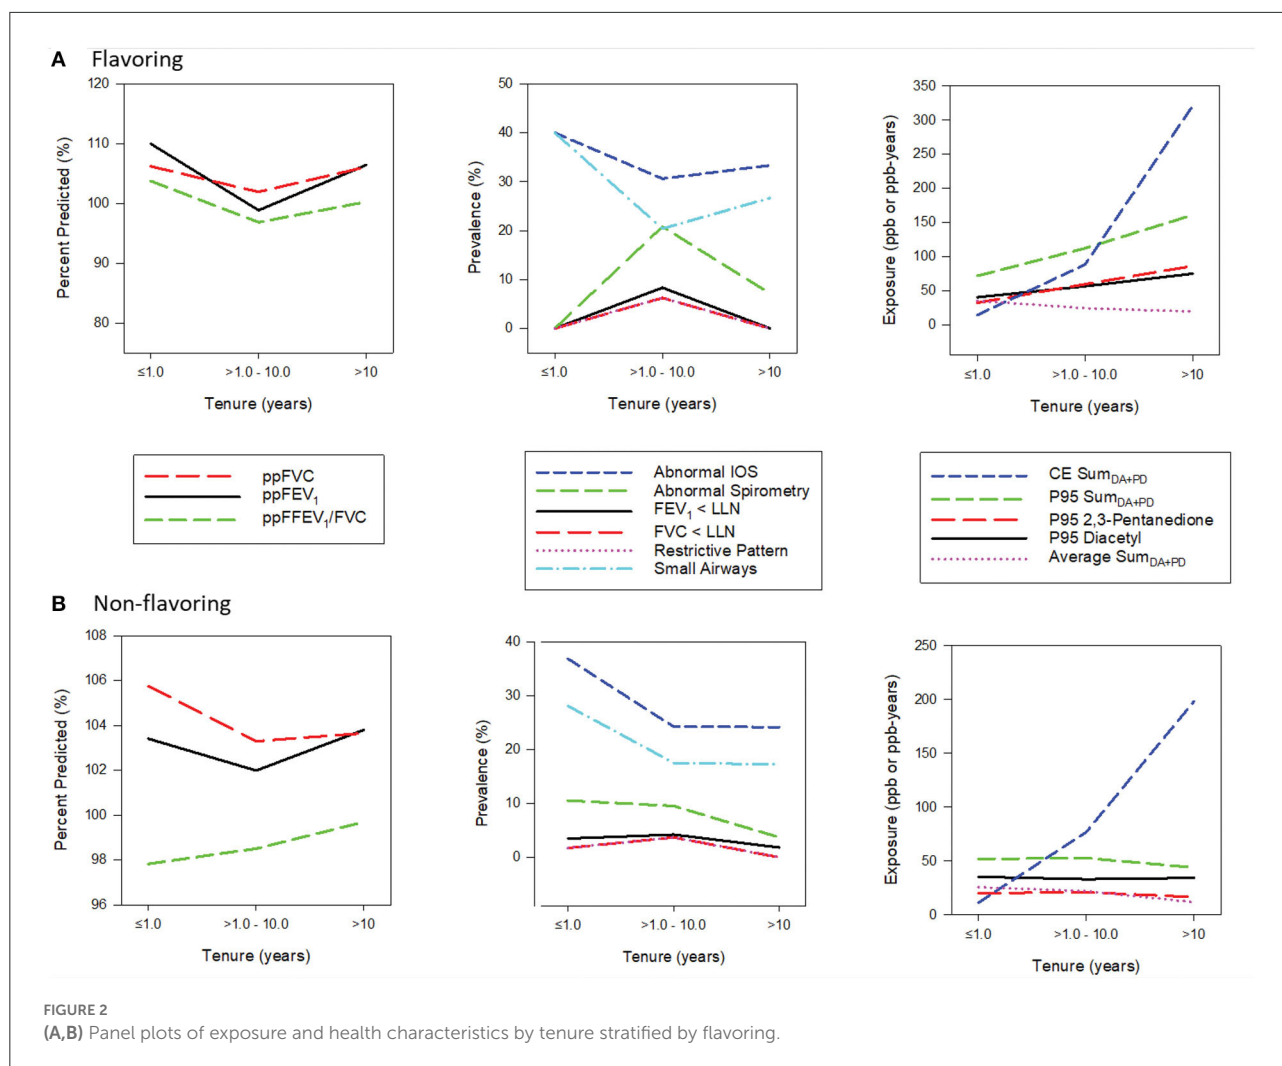 A Flavoring
120
110
100
90
80
Percent Predicted (%)
≤1.0 >1.0 - 10.0 >10
Tenure (years)
50
40
30
20
10
0
Prevalence (%)
≤1.0 >1.0 - 10.0 >10
Tenure (years)
350
300
250
200
150
100
50
0
Exposure (ppb or ppb-years)
≤1.0 >1.0 - 10.0 >10
Tenure (years)
ppFVC
ppFEV1
ppFFEV1/FVC
Abnormal IOS
Abnormal Spirometry
FEV1 < LLN
FVC < LLN
Restrictive Pattern
Small Airways
CE SumDA+PD
P95 SumDA+PD
P95 2,3-Pentanedione
P95 Diacetyl
Average SumDA+PD
B Non-flavoring
108
106
104
102
100
98
96
Percent Predicted (%)
≤1.0 >1.0 - 10.0 >10
Tenure (years)
40
30
20
10
0
Prevalence (%)
≤1.0 >1.0 - 10.0 >10
Tenure (years)
250
200
150
100
50
0
Exposure (ppb or ppb-years)
≤1.0 >1.0 - 10.0 >10
Tenure (years)
FIGURE 2
(A,B) Panel plots of exposure and health characteristics by tenure stratified by flavoring.